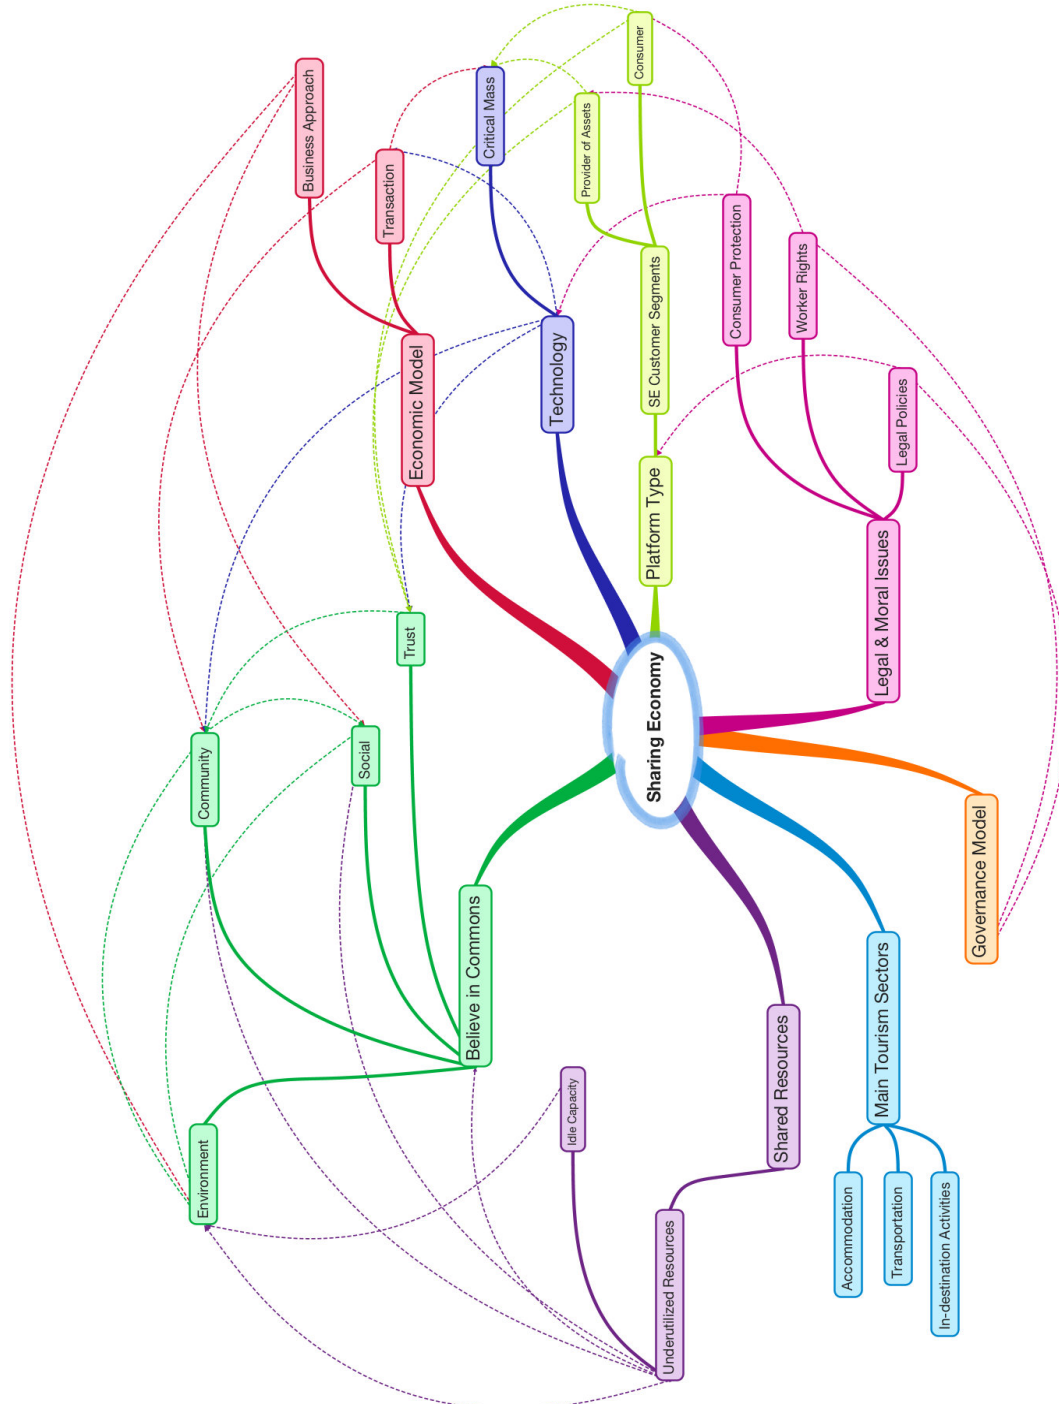 Sharing Economy
Economic Model
Business Approach
Transaction
Technology
Critical Mass
Platform Type
SE Customer Segments
Provider of Assets
Consumer
Legal & Moral Issues
Consumer Protection
Worker Rights
Legal Policies
Governance Model
Main Tourism Sectors
Accommodation
Transportation
In-destination Activities
Shared Resources
Underutilized Resources
Idle Capacity
Believe in Commons
Trust
Social
Community
Environment